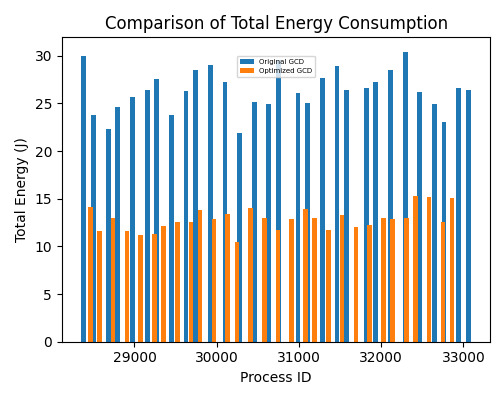 Comparison of Total Energy Consumption
Original GCD
Optimized GCD
Total Energy (J)
30
25
20
15
10
5
0
29000 30000 31000 32000 33000
Process ID